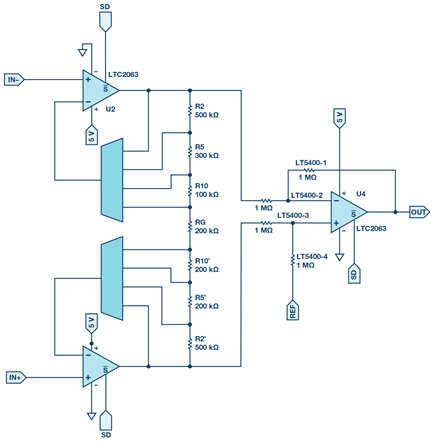 SD
IN−
LTC2063
S
U2
5 V
R2
500 kΩ
R5
300 kΩ
R10
100 kΩ
RG
200 kΩ
R10'
200 kΩ
R5'
200 kΩ
R2'
500 kΩ
5 V
S
IN+
SD
LT5400-1
1 MΩ
LT5400-2
1 MΩ
LT5400-3
1 MΩ
LT5400-4
1 MΩ
REF
5 V
U4
S
LTC2063
OUT
SD